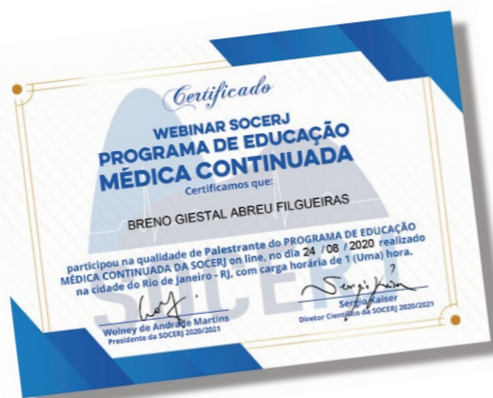 Certificado
WEBINAR SOCERJ
PROGRAMA DE EDUCAÇÃO
MÉDICA CONTINUADA
Certificamos que:
BRENO GIESTAL ABREU FILGUEIRAS
participou na qualidade de Palestrante do PROGRAMA DE EDUCAÇÃO
MÉDICA CONTINUADA DA SOCERJ on line, no dia 24 / 08 / 2020 realizado
na cidade do Rio de Janeiro - RJ, com carga horária de 1 (Uma) hora.
SOCERJ
Wolney de Andrade Martins
Presidente da SOCERJ 2020/2021
Sergio Kaiser
Diretor Científico da SOCERJ 2020/2021